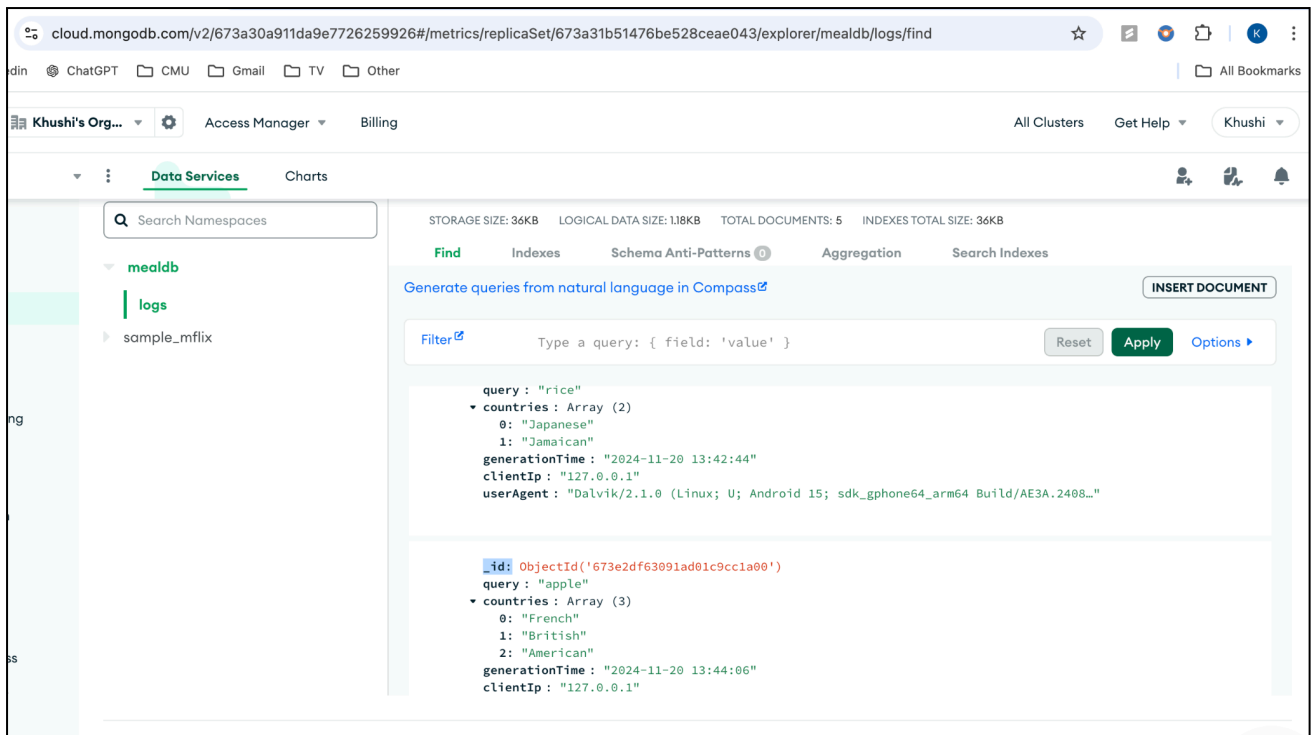 cloud.mongodb.com/v2/673a30a911da9e7726259926#/metrics/replicaSet/673a31b51476be528ceae043/explorer/mealdb/logs/find K
din ChatGPT CMU Gmail TV Other All Bookmarks
Khushi's Org... Access Manager Billing All Clusters Get Help Khushi
Data Services Charts
Search Namespaces
mealdb
logs
sample_mflix
ng
ss
STORAGE SIZE: 36KB LOGICAL DATA SIZE: 1.18KB TOTAL DOCUMENTS: 5 INDEXES TOTAL SIZE: 36KB
Find Indexes Schema Anti-Patterns 0 Aggregation Search Indexes
Generate queries from natural language in Compass INSERT DOCUMENT
Filter Type a query: { field: 'value' } Reset Apply Options
query : "rice"
countries : Array (2)
0: "Japanese"
1: "Jamaican"
generationTime : "2024-11-20 13:42:44"
clientIp : "127.0.0.1"
userAgent : "Dalvik/2.1.0 (Linux; U; Android 15; sdk_gphone64_arm64 Build/AE3A.2408…"
_id: ObjectId('673e2df63091ad01c9cc1a00')
query : "apple"
countries : Array (3)
0: "French"
1: "British"
2: "American"
generationTime : "2024-11-20 13:44:06"
clientIp : "127.0.0.1"